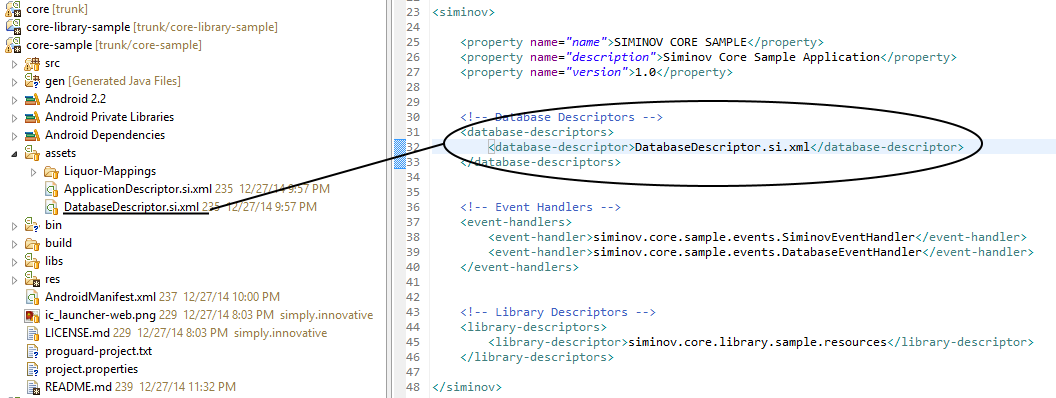 core [trunk]
core-library-sample [trunk/core-library-sample]
core-sample [trunk/core-sample]
src
gen [Generated Java Files]
Android 2.2
Android Private Libraries
Android Dependencies
assets
Liquor-Mappings
ApplicationDescriptor.si.xml 235 12/27/14 9:57 PM
DatabaseDescriptor.si.xml 235 12/27/14 9:57 PM
bin
build
libs
res
AndroidManifest.xml 237 12/27/14 10:00 PM
ic_launcher-web.png 229 12/27/14 8:03 PM simply.innovative
LICENSE.md 229 12/27/14 8:03 PM simply.innovative
proguard-project.txt
project.properties
README.md 239 12/27/14 11:32 PM
23 <siminov>
24
25 <property name="name">SIMINOV CORE SAMPLE</property>
26 <property name="description">Siminov Core Sample Application</property>
27 <property name="version">1.0</property>
28
29
30 <!-- Database Descriptors -->
31 <database-descriptors>
32 <database-descriptor>DatabaseDescriptor.si.xml</database-descriptor>
33 </database-descriptors>
34
35
36 <!-- Event Handlers -->
37 <event-handlers>
38 <event-handler>siminov.core.sample.events.SiminovEventHandler</event-handler>
39 <event-handler>siminov.core.sample.events.DatabaseEventHandler</event-handler>
40 </event-handlers>
41
42
43 <!-- Library Descriptors -->
44 <library-descriptors>
45 <library-descriptor>siminov.core.library.sample.resources</library-descriptor>
46 </library-descriptors>
47
48 </siminov>